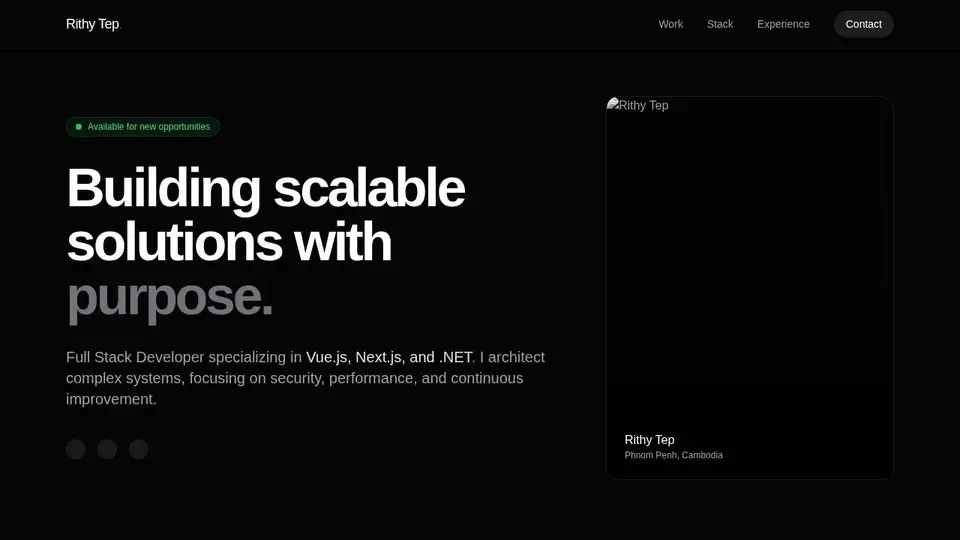 Rithy Tep.
Work
Stack
Experience
Contact
Available for new opportunities
Building scalable
solutions with
purpose.
Full Stack Developer specializing in Vue.js, Next.js, and .NET. I architect
complex systems, focusing on security, performance, and continuous
improvement.
Rithy Tep
Rithy Tep
Phnom Penh, Cambodia